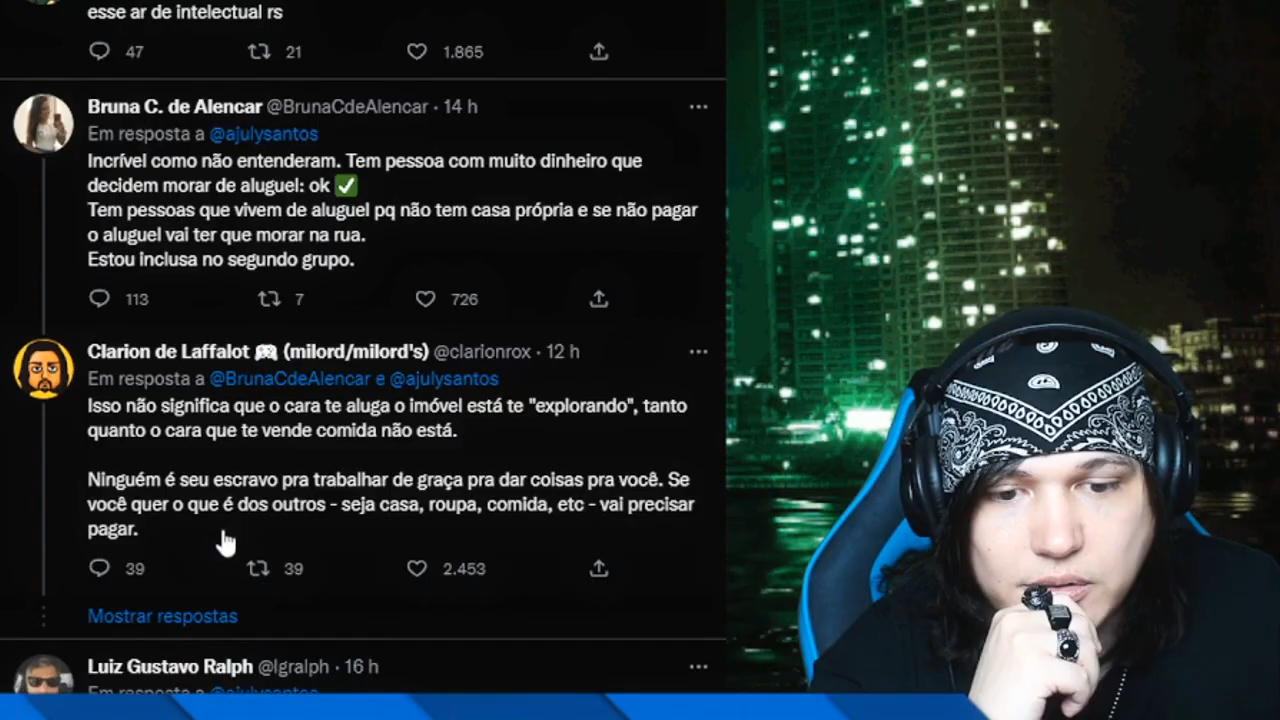 esse ar de intelectual rs
47 21 1.865
Bruna C. de Alencar @BrunaCdeAlencar · 14 h
Em resposta a @ajulysantos
Incrível como não entenderam. Tem pessoa com muito dinheiro que
decidem morar de aluguel: ok ✅
Tem pessoas que vivem de aluguel pq não tem casa própria e se não pagar
o aluguel vai ter que morar na rua.
Estou inclusa no segundo grupo.
113 7 726
Clarion de Laffalot 🎮 (milord/milord's) @clarionrox · 12 h
Em resposta a @BrunaCdeAlencar e @ajulysantos
Isso não significa que o cara te aluga o imóvel está te "explorando", tanto
quanto o cara que te vende comida não está.
Ninguém é seu escravo pra trabalhar de graça pra dar coisas pra você. Se
você quer o que é dos outros - seja casa, roupa, comida, etc - vai precisar
pagar.
39 39 2.453
Mostrar respostas
Luiz Gustavo Ralph @lgralph · 16 h
Em resposta a @ajulysantos